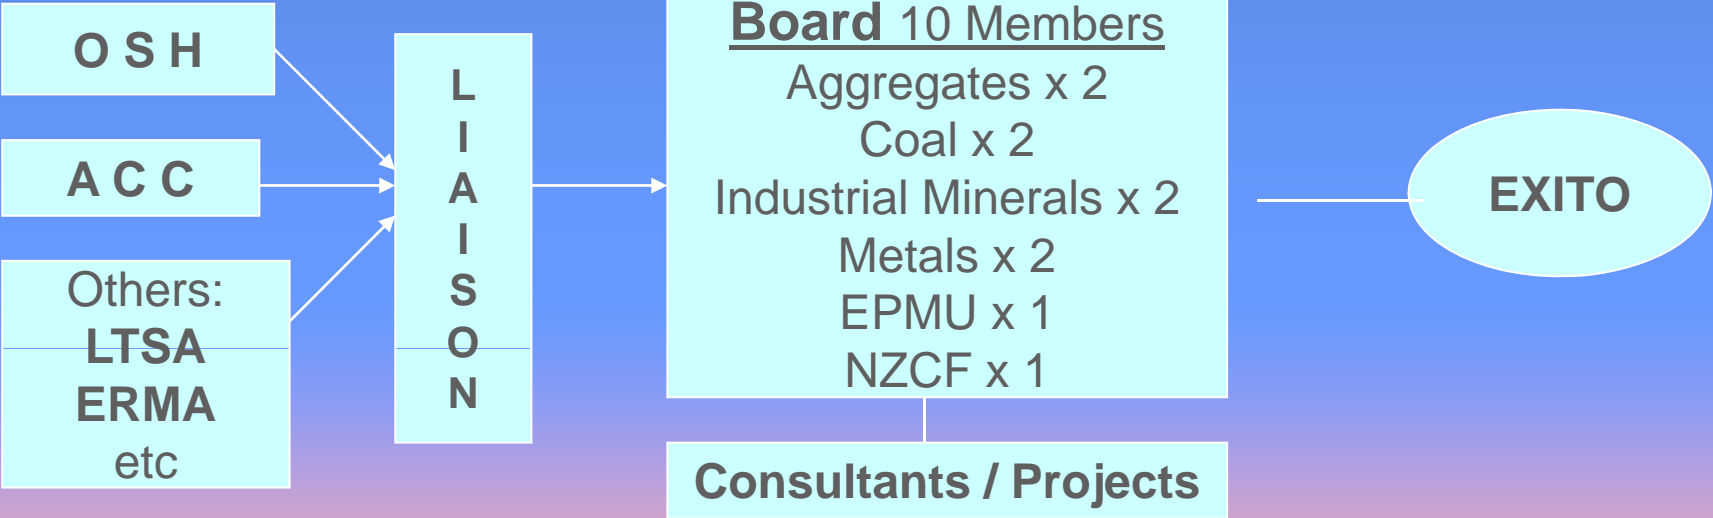 O S H
A C C
Others:
LTSA
ERMA
etc
L
I
A
I
S
O
N
Board 10 Members
Aggregates x 2
Coal x 2
Industrial Minerals x 2
Metals x 2
EPMU x 1
NZCF x 1
Consultants / Projects
EXITO